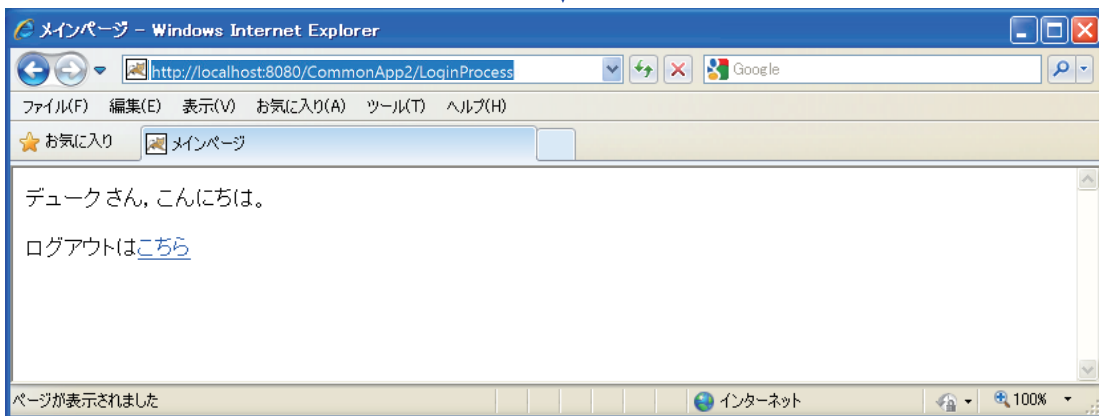 メインページ - Windows Internet Explorer
http://localhost:8080/CommonApp2/LoginProcess Google
ファイル(F) 編集(E) 表示(V) お気に入り(A) ツール(T) ヘルプ(H)
お気に入り メインページ
デューク さん, こんにちは。
ログアウトはこちら
ページが表示されました インターネット 100%